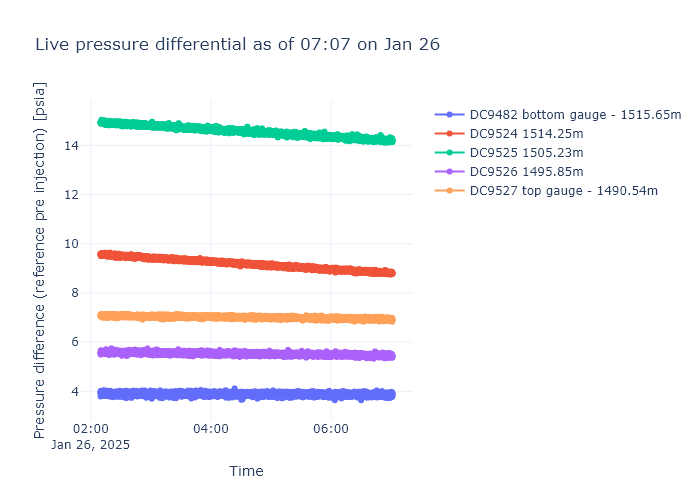 Live pressure differential as of 07:07 on Jan 26
Pressure difference (reference pre injection) [psia]
14
12
10
8
6
4
02:00
Jan 26, 2025
04:00
06:00
Time
DC9482 bottom gauge - 1515.65m
DC9524 1514.25m
DC9525 1505.23m
DC9526 1495.85m
DC9527 top gauge - 1490.54m